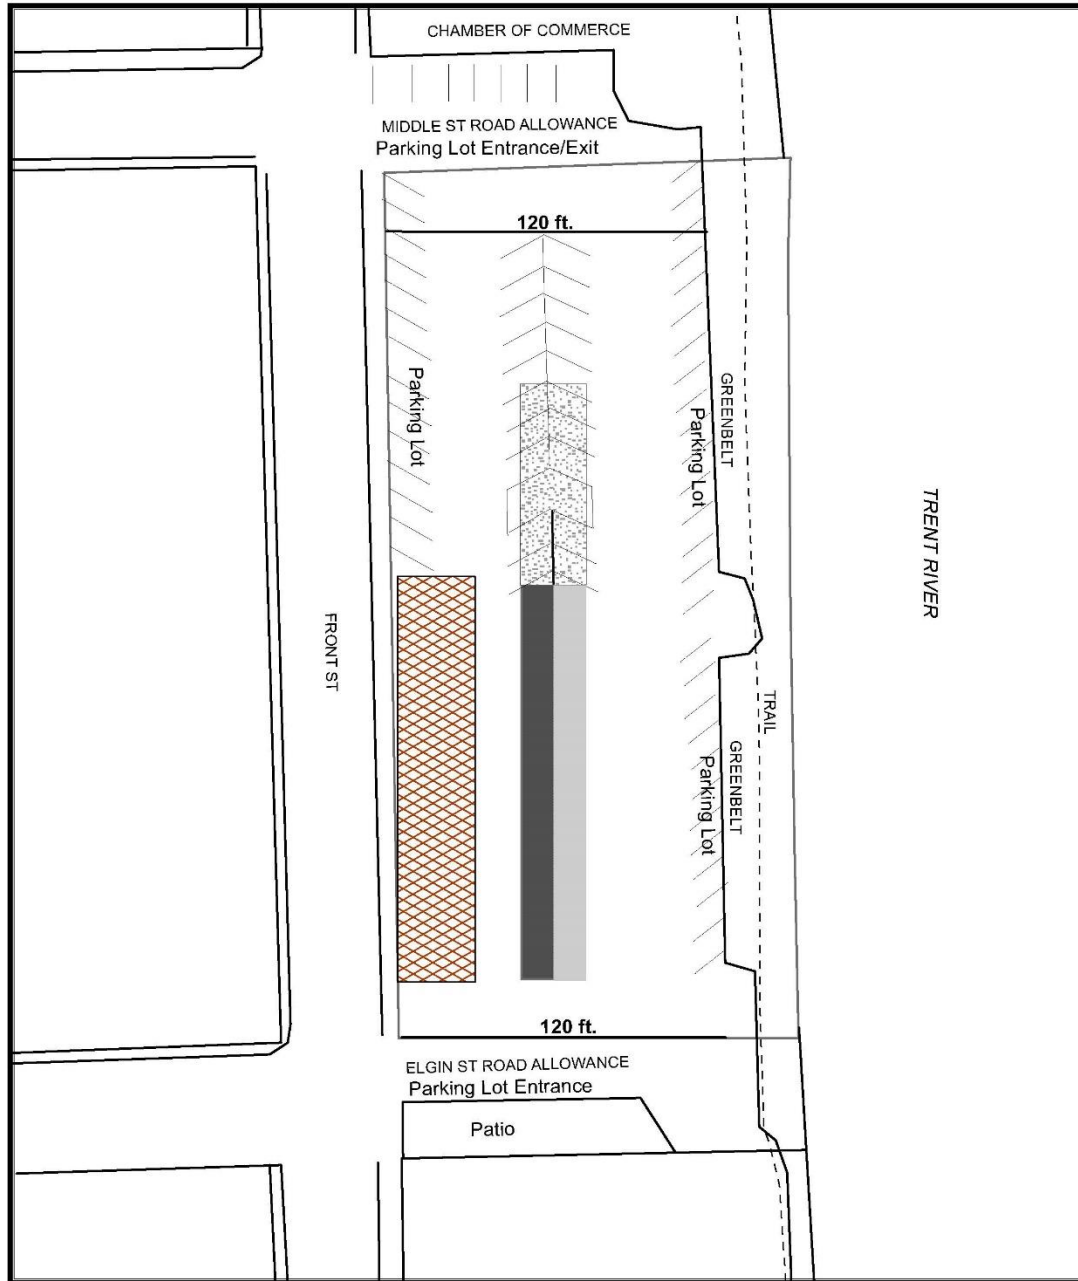 CHAMBER OF COMMERCE
MIDDLE ST ROAD ALLOWANCE
Parking Lot Entrance/Exit
120 ft.
Parking Lot
GREENBELT
Parking Lot
TRENT RIVER
FRONT ST
TRAIL
GREENBELT
Parking Lot
120 ft.
ELGIN ST ROAD ALLOWANCE
Parking Lot Entrance
Patio